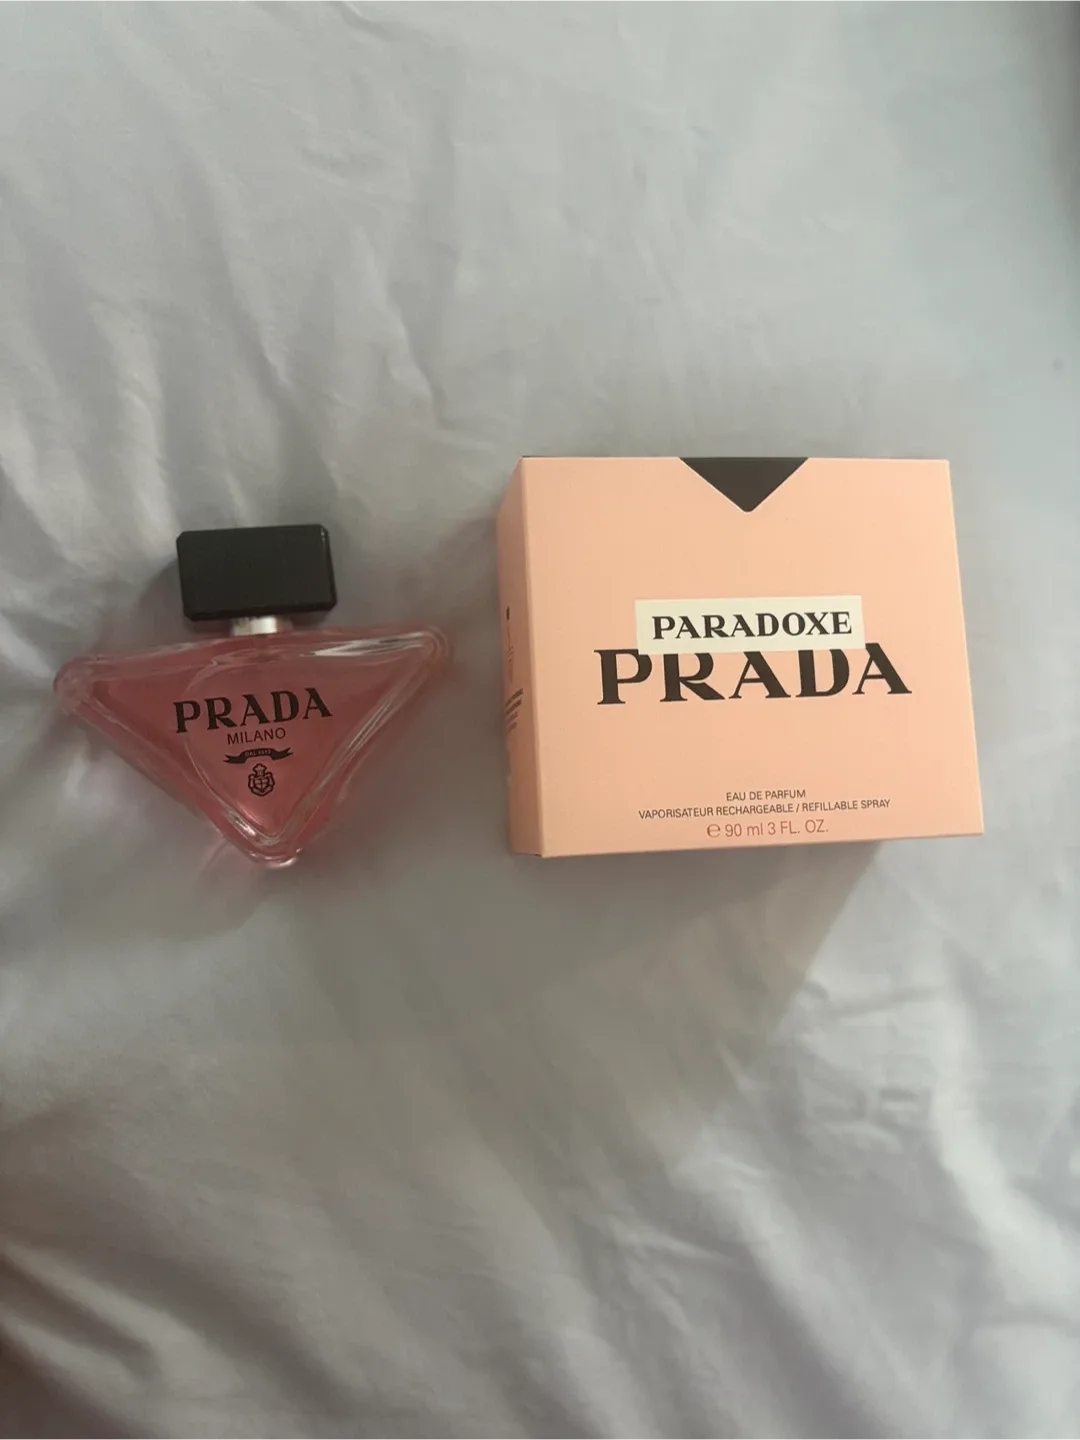 PRADA
MILANO
PARADOXE
PRADA
EAU DE PARFUM
VAPORISATEUR RECHARGEABLE / REFILLABLE SPRAY
℮ 90 ml 3 FL. OZ.